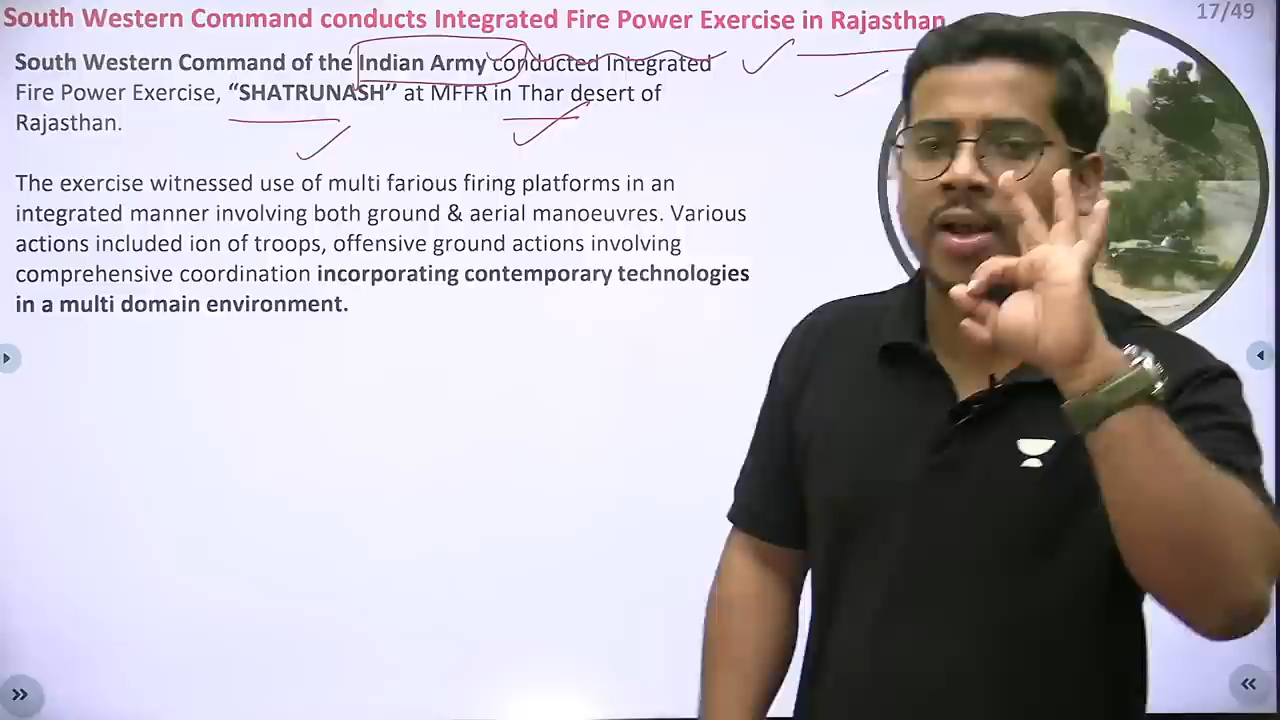 South Western Command conducts Integrated Fire Power Exercise in Rajasthan
17/49
South Western Command of the Indian Army conducted Integrated
Fire Power Exercise, “SHATRUNASH” at MFFR in Thar desert of
Rajasthan.
The exercise witnessed use of multi farious firing platforms in an
integrated manner involving both ground & aerial manoeuvres. Various
actions included ion of troops, offensive ground actions involving
comprehensive coordination incorporating contemporary technologies
in a multi domain environment.